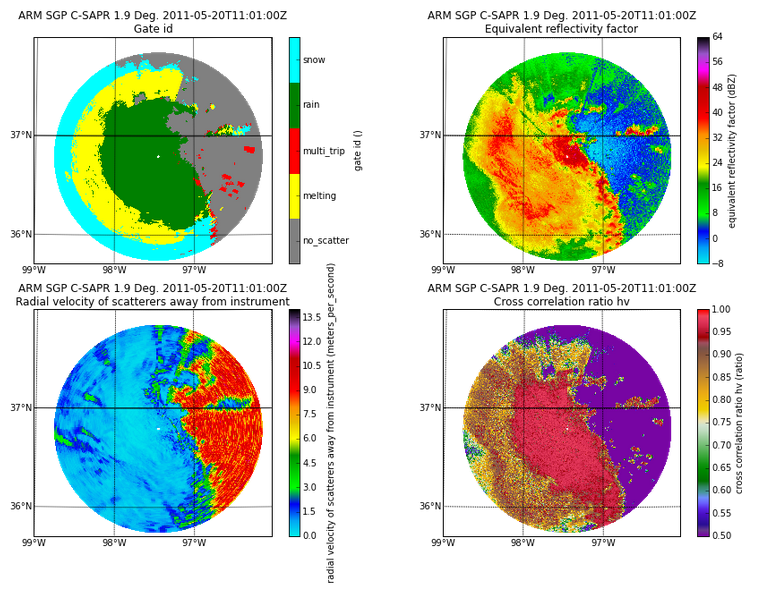 ARM SGP C-SAPR 1.9 Deg. 2011-05-20T11:01:00Z
Gate id
37°N
36°N
99°W 98°W 97°W
snow
rain
multi_trip
melting
no_scatter
gate id ()
ARM SGP C-SAPR 1.9 Deg. 2011-05-20T11:01:00Z
Equivalent reflectivity factor
37°N
36°N
99°W 98°W 97°W
64
56
48
40
32
24
16
8
0
−8
equivalent reflectivity factor (dBZ)
ARM SGP C-SAPR 1.9 Deg. 2011-05-20T11:01:00Z
Radial velocity of scatterers away from instrument
37°N
36°N
99°W 98°W 97°W
13.5
12.0
10.5
9.0
7.5
6.0
4.5
3.0
1.5
0.0
radial velocity of scatterers away from instrument (meters_per_second)
ARM SGP C-SAPR 1.9 Deg. 2011-05-20T11:01:00Z
Cross correlation ratio hv
37°N
36°N
99°W 98°W 97°W
1.00
0.95
0.90
0.85
0.80
0.75
0.70
0.65
0.60
0.55
0.50
cross correlation ratio hv (ratio)